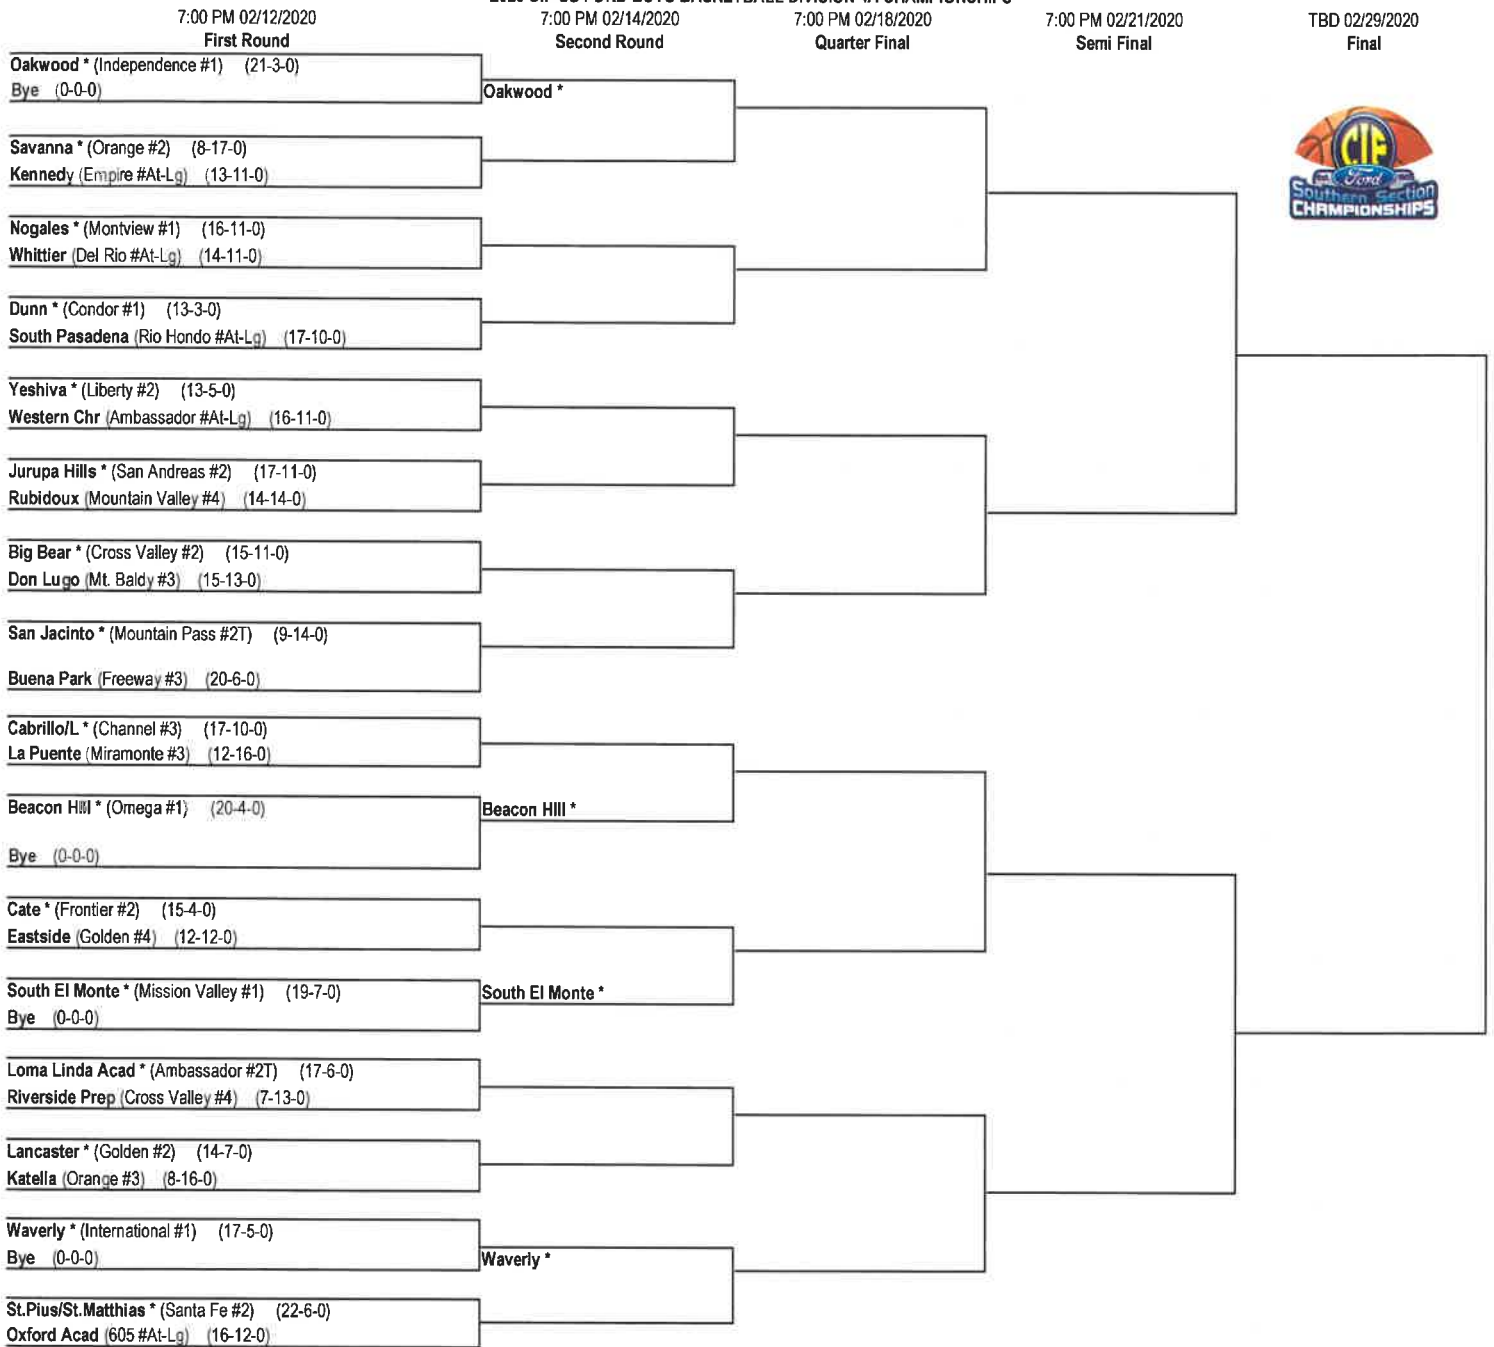 7:00 PM 02/12/2020
First Round
7:00 PM 02/14/2020
Second Round
7:00 PM 02/18/2020
Quarter Final
7:00 PM 02/21/2020
Semi Final
TBD 02/29/2020
Final
Oakwood * (Independence #1) (21-3-0)
Bye (0-0-0)
Oakwood *
Savanna * (Orange #2) (8-17-0)
Kennedy (Empire #At-Lg) (13-11-0)
Nogales * (Montview #1) (16-11-0)
Whittier (Del Rio #At-Lg) (14-11-0)
Dunn * (Condor #1) (13-3-0)
South Pasadena (Rio Hondo #At-Lg) (17-10-0)
Yeshiva * (Liberty #2) (13-5-0)
Western Chr (Ambassador #At-Lg) (16-11-0)
Jurupa Hills * (San Andreas #2) (17-11-0)
Rubidoux (Mountain Valley #4) (14-14-0)
Big Bear * (Cross Valley #2) (15-11-0)
Don Lugo (Mt. Baldy #3) (15-13-0)
San Jacinto * (Mountain Pass #2T) (9-14-0)
Buena Park (Freeway #3) (20-6-0)
Cabrillo/L * (Channel #3) (17-10-0)
La Puente (Miramonte #3) (12-16-0)
Beacon Hill * (Omega #1) (20-4-0)
Bye (0-0-0)
Beacon Hill *
Cate * (Frontier #2) (15-4-0)
Eastside (Golden #4) (12-12-0)
South El Monte * (Mission Valley #1) (19-7-0)
Bye (0-0-0)
South El Monte *
Loma Linda Acad * (Ambassador #2T) (17-6-0)
Riverside Prep (Cross Valley #4) (7-13-0)
Lancaster * (Golden #2) (14-7-0)
Katella (Orange #3) (8-16-0)
Waverly * (International #1) (17-5-0)
Bye (0-0-0)
Waverly *
St.Pius/St.Matthias * (Santa Fe #2) (22-6-0)
Oxford Acad (605 #At-Lg) (16-12-0)
CIF
Ford
Southern Section
CHAMPIONSHIPS